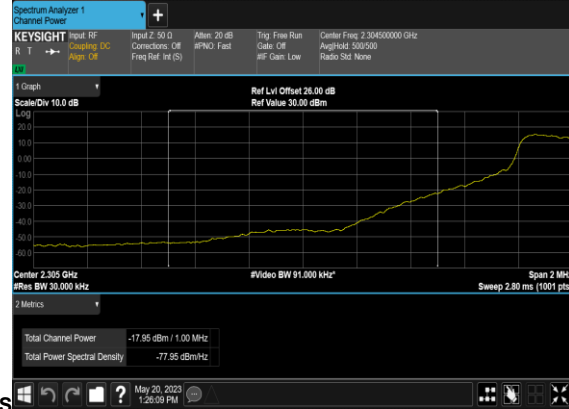 Spectrum Analyzer 1
Channel Power
+
KEYSIGHT
R T
Input: RF
Coupling: DC
Align: Off
Input Z: 50 Ω
Corrections: Off
Freq Ref: Int (S)
Atten: 20 dB
#PNO: Fast
Trig: Free Run
Gate: Off
#IF Gain: Low
Center Freq: 2.304500000 GHz
Avg|Hold: 500/500
Radio Std: None
1 Graph
Scale/Div 10.0 dB
Ref Lvl Offset 26.00 dB
Ref Value 30.00 dBm
Log
20.0
10.0
0.00
-10.0
-20.0
-30.0
-40.0
-50.0
-60.0
Center 2.305 GHz
#Res BW 30.000 kHz
#Video BW 91.000 kHz*
Span 2 MH
Sweep 2.80 ms (1001 pts
2 Metrics
Total Channel Power -17.95 dBm / 1.00 MHz
Total Power Spectral Density -77.95 dBm/Hz
s
?
May 20, 2023
1:26:09 PM